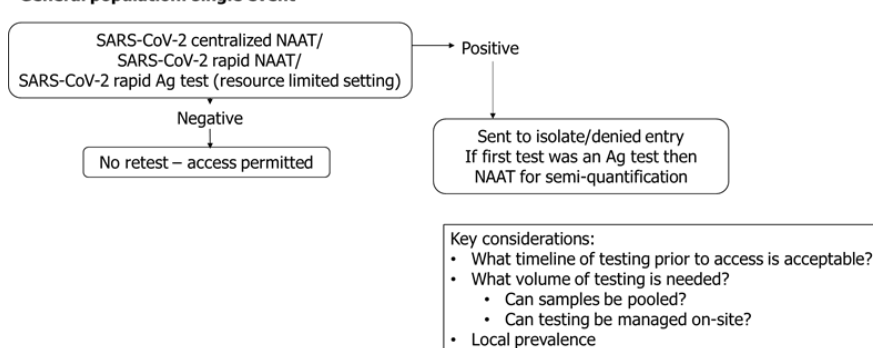 General population: Single event
SARS-CoV-2 centralized NAAT/
SARS-CoV-2 rapid NAAT/
SARS-CoV-2 rapid Ag test (resource limited setting)
Positive
Negative
No retest – access permitted
Sent to isolate/denied entry
If first test was an Ag test then
NAAT for semi-quantification
Key considerations:
• What timeline of testing prior to access is acceptable?
• What volume of testing is needed?
• Can samples be pooled?
• Can testing be managed on-site?
• Local prevalence